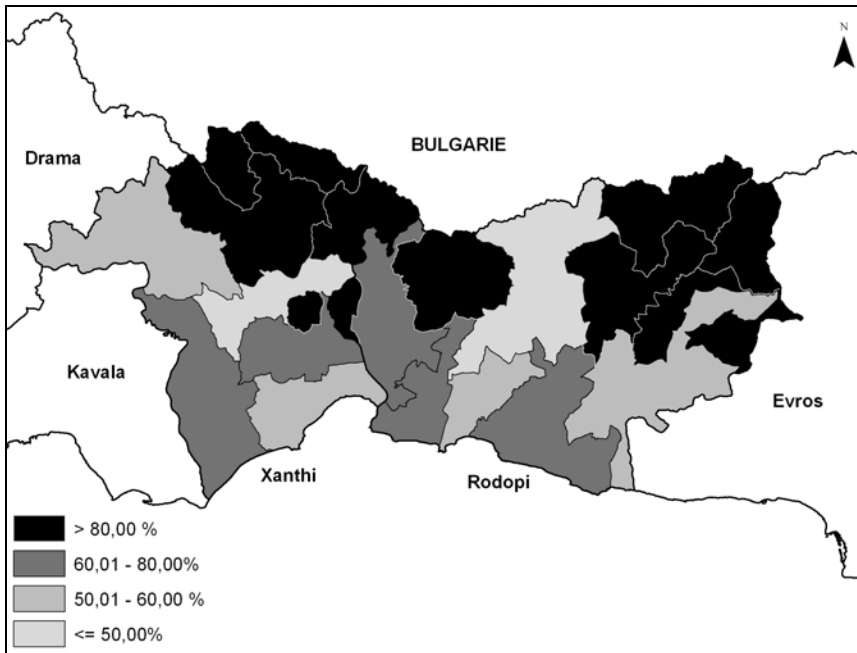 N
Drama
BULGARIE
Kavala
Evros
Xanthi
Rodopi
> 80,00 %
60,01 - 80,00%
50,01 - 60,00 %
<= 50,00%